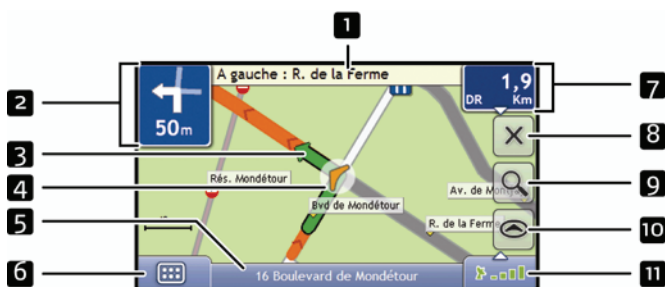 1
A gauche : R. de la Ferme
2
50m
1,9
DR Km
7
3
8
4
Rés. Mondétour
Bvd de Mondétour
9
5
R. de la Ferme
10
6
16 Boulevard de Mondétour
11